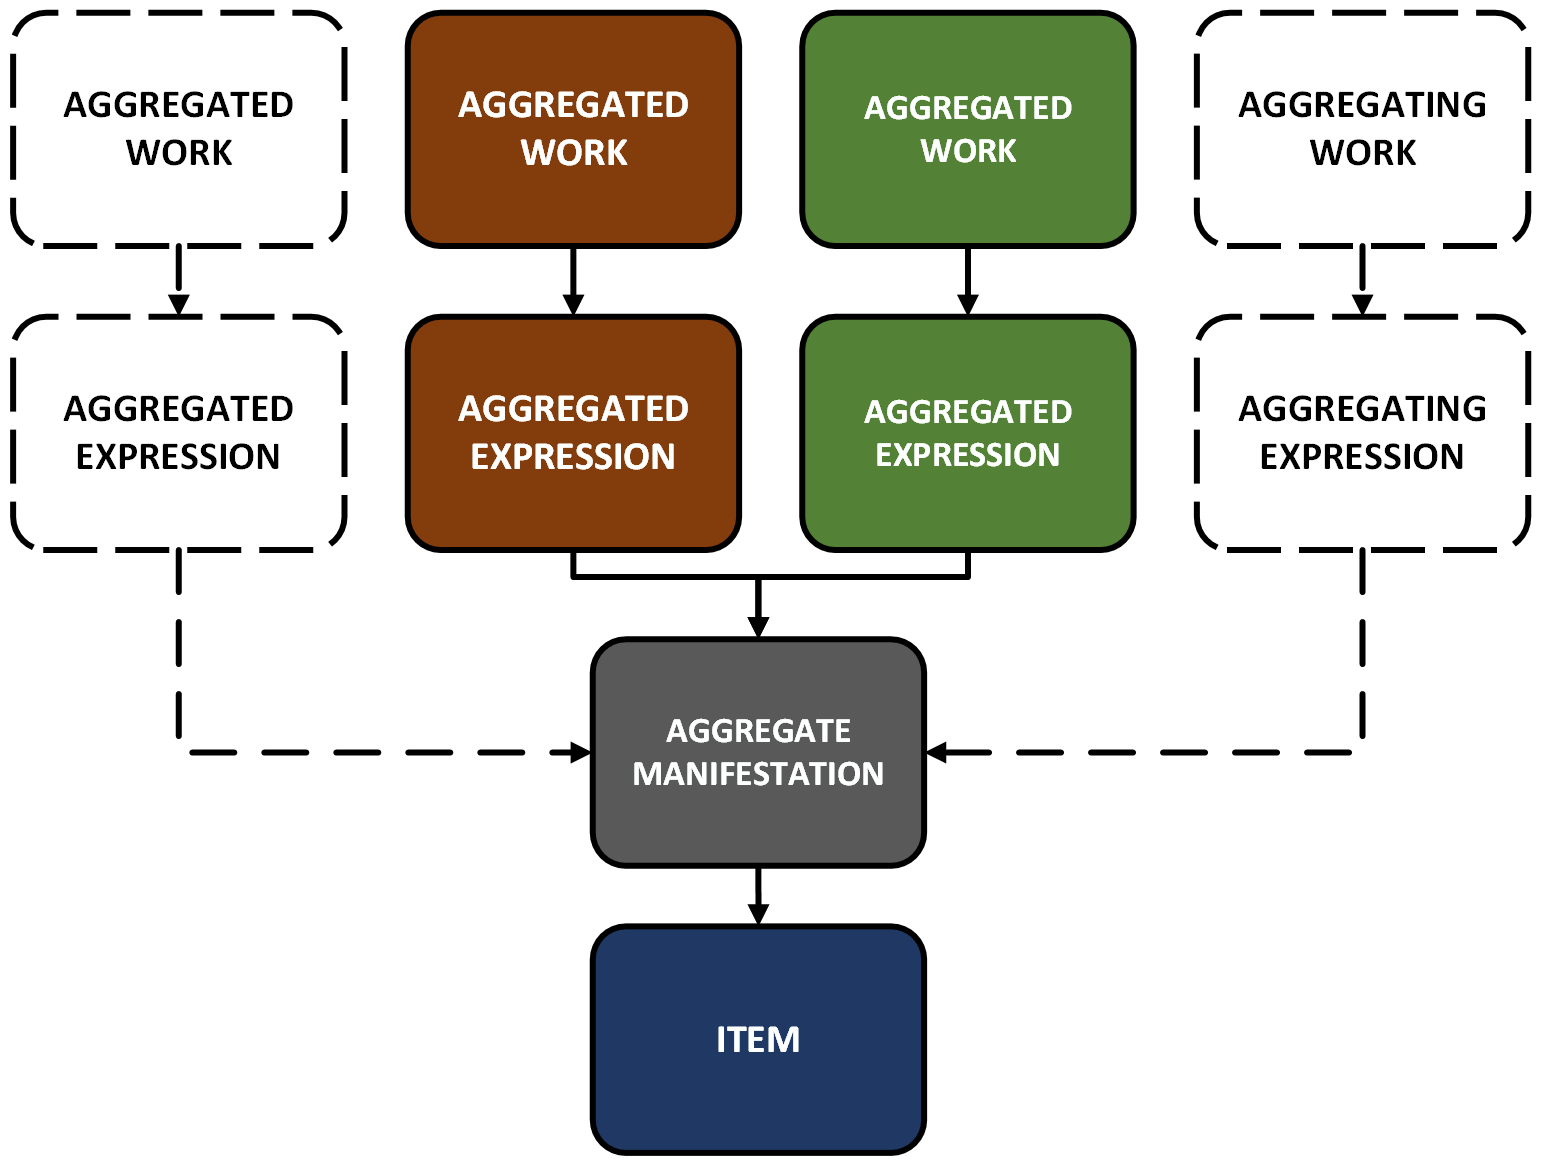 AGGREGATED
WORK
AGGREGATED
WORK
AGGREGATED
WORK
AGGREGATING
WORK
AGGREGATED
EXPRESSION
AGGREGATED
EXPRESSION
AGGREGATED
EXPRESSION
AGGREGATING
EXPRESSION
AGGREGATE
MANIFESTATION
ITEM